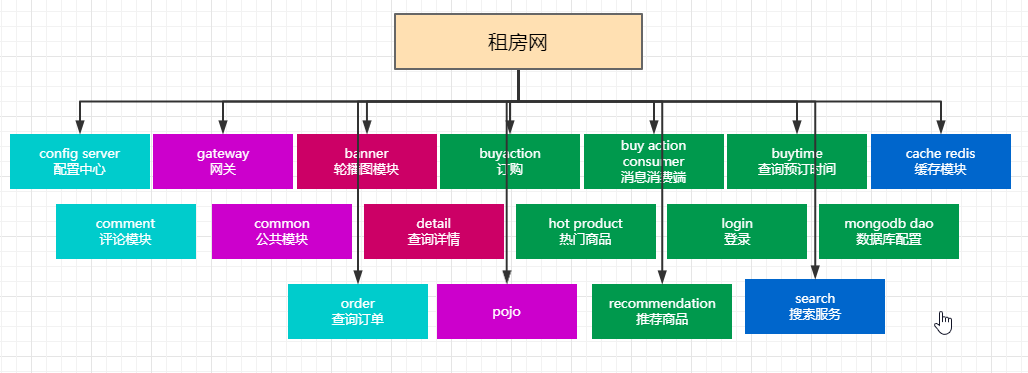 租房网
config server
配置中心
gateway
网关
banner
轮播图模块
buyaction
订购
buy action
consumer
消息消费端
buytime
查询预订时间
cache redis
缓存模块
comment
评论模块
common
公共模块
detail
查询详情
hot product
热门商品
login
登录
mongodb dao
数据库配置
order
查询订单
pojo
recommendation
推荐商品
search
搜索服务